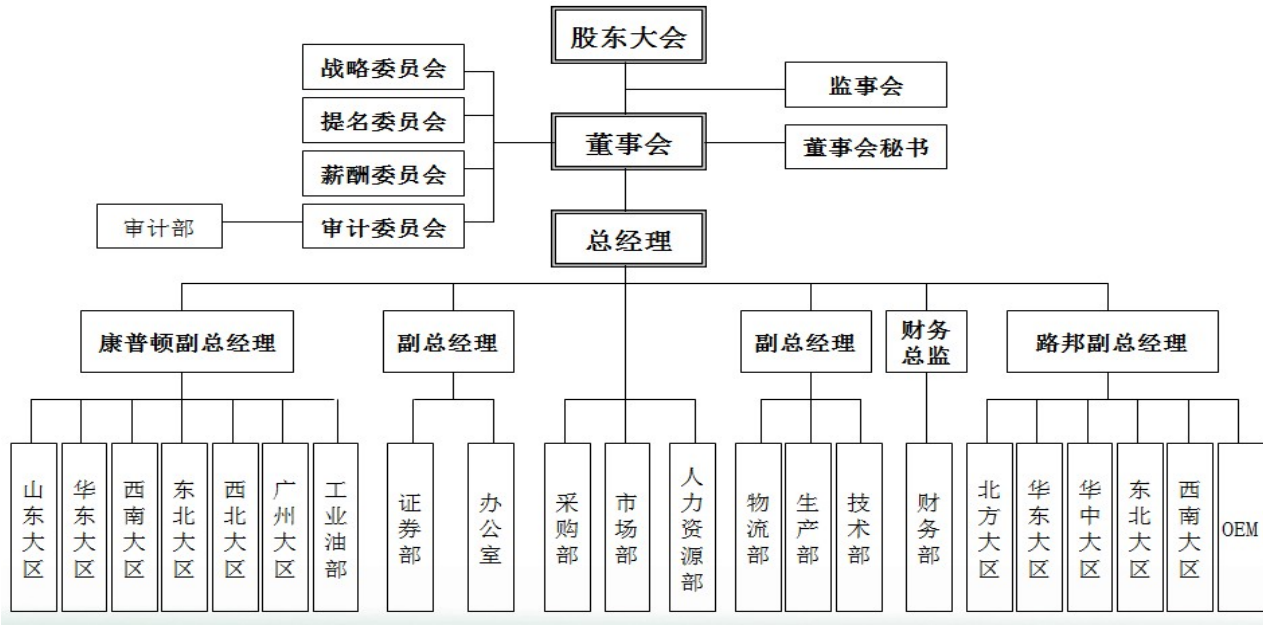 股东大会
战略委员会
监事会
提名委员会
董事会
董事会秘书
薪酬委员会
审计部
审计委员会
总经理
康普顿副总经理
副总经理
副总经理
财务
总监
路邦副总经理
山东大区
华东大区
西南大区
东北大区
西北大区
广州大区
工业油部
证券部
办公室
采购部
市场部
人力资源部
物流部
生产部
技术部
财务部
北方大区
华东大区
华中大区
东北大区
西南大区
OEM